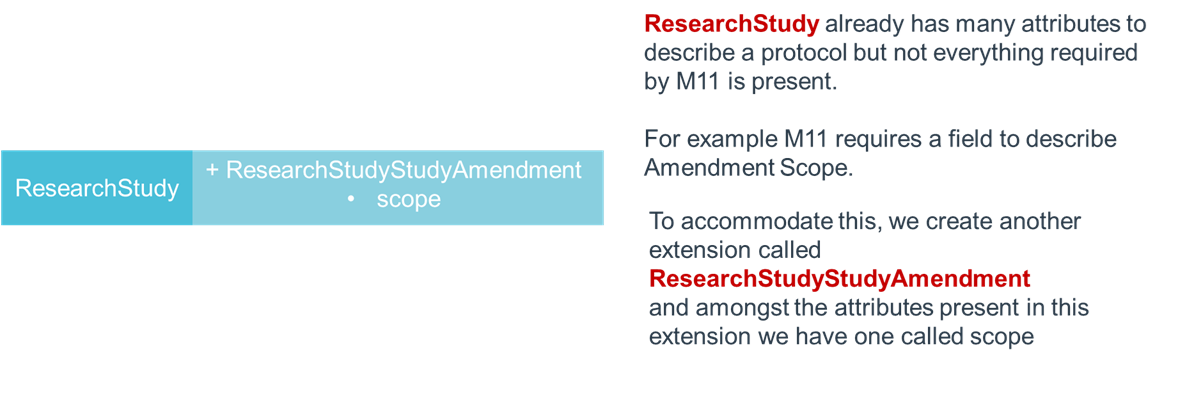 ResearchStudy
+ ResearchStudyStudyAmendment
• scope
ResearchStudy already has many attributes to
describe a protocol but not everything required
by M11 is present.
For example M11 requires a field to describe
Amendment Scope.
To accommodate this, we create another
extension called
ResearchStudyStudyAmendment
and amongst the attributes present in this
extension we have one called scope